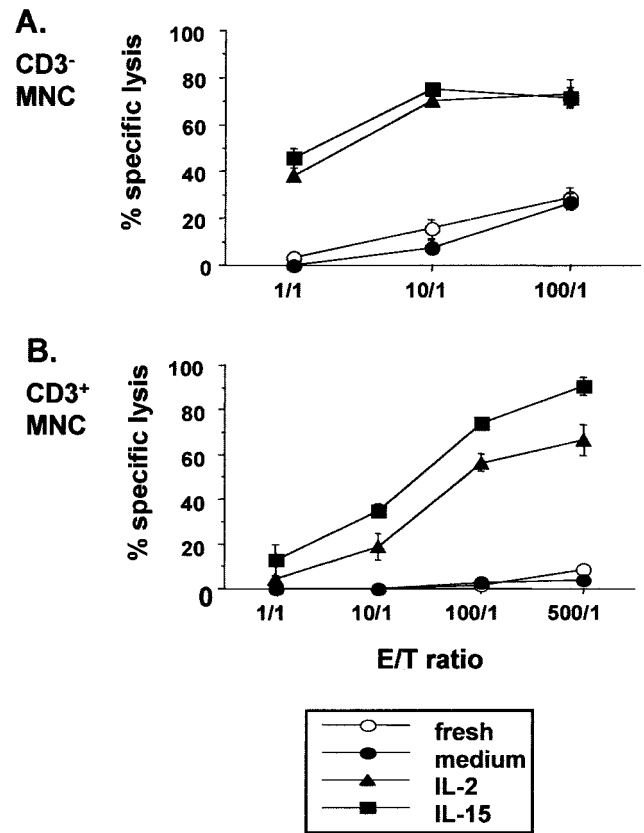 A.
CD3- MNC
% specific lysis
100
80
60
40
20
0
1/1 10/1 100/1
B.
CD3+ MNC
% specific lysis
100
80
60
40
20
0
1/1 10/1 100/1 500/1
E/T ratio
fresh
medium
IL-2
IL-15